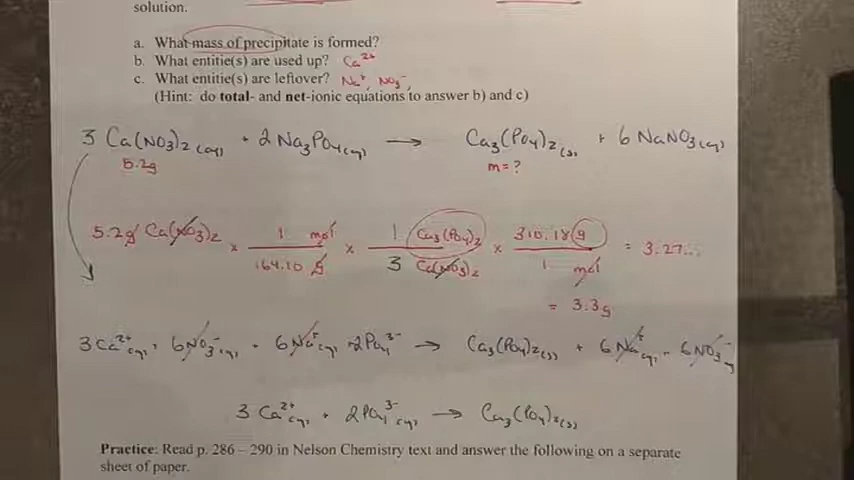 solution.
a. What mass of precipitate is formed?
b. What entitie(s) are used up? Ca²⁺
c. What entitie(s) are leftover? Na⁺, NO₃⁻,
(Hint: do total- and net-ionic equations to answer b) and c)
3 Ca(NO₃)₂ (aq) + 2 Na₃PO₄(aq) → Ca₃(PO₄)₂(s) + 6 NaNO₃(aq)
5.2g m=?
5.2g Ca(NO₃)₂ × 1 mol / 164.10 g × 1 Ca₃(PO₄)₂ / 3 Ca(NO₃)₂ × 310.18 g / 1 mol = 3.27...
= 3.3g
3 Ca²⁺(aq) + 6NO₃⁻(aq) + 6Na⁺(aq) + 2PO₄³⁻ → Ca₃(PO₄)₂(s) + 6Na⁺(aq) + 6NO₃⁻(aq)
3 Ca²⁺(aq) + 2PO₄³⁻(aq) → Ca₃(PO₄)₂(s)
Practice: Read p. 286 – 290 in Nelson Chemistry text and answer the following on a separate
sheet of paper.